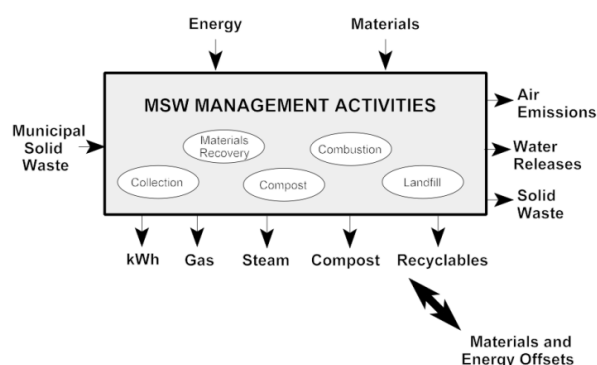 Energy
Materials
MSW MANAGEMENT ACTIVITIES
Municipal
Solid
Waste
Materials
Recovery
Combustion
Collection
Compost
Landfill
Air
Emissions
Water
Releases
Solid
Waste
kWh
Gas
Steam
Compost
Recyclables
Materials and
Energy Offsets